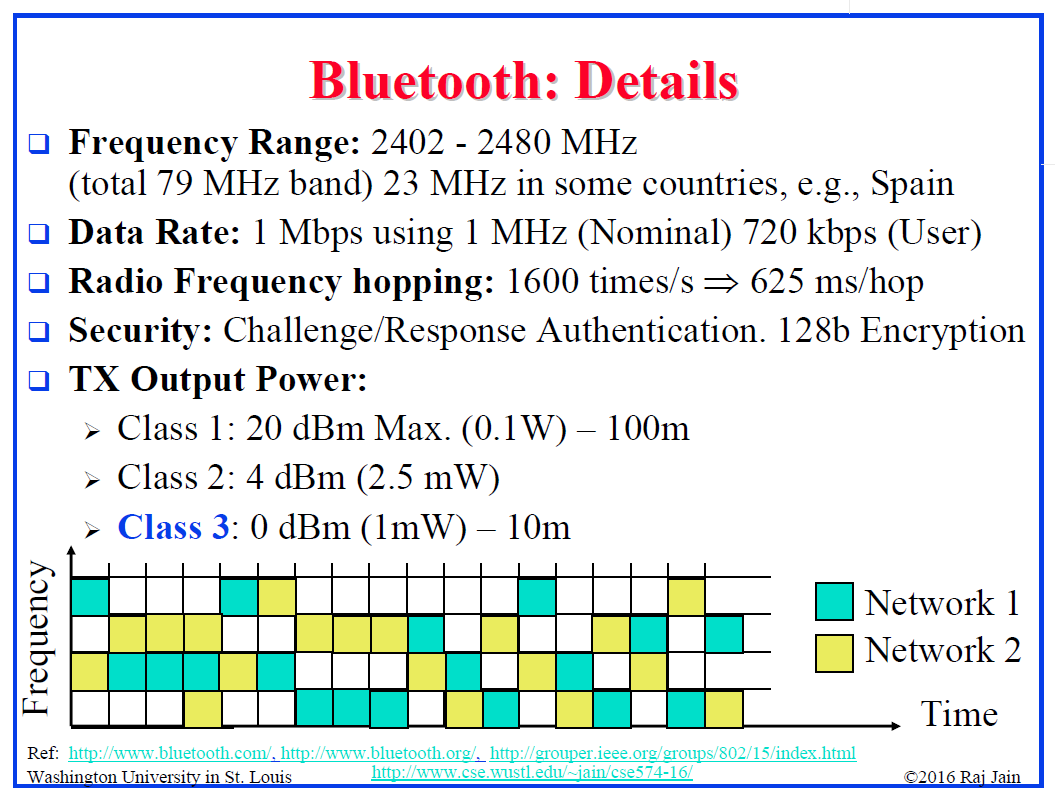 Bluetooth: Details
Frequency Range: 2402 - 2480 MHz
(total 79 MHz band) 23 MHz in some countries, e.g., Spain
Data Rate: 1 Mbps using 1 MHz (Nominal) 720 kbps (User)
Radio Frequency hopping: 1600 times/s ⇒ 625 ms/hop
Security: Challenge/Response Authentication. 128b Encryption
TX Output Power:
Class 1: 20 dBm Max. (0.1W) – 100m
Class 2: 4 dBm (2.5 mW)
Class 3: 0 dBm (1mW) – 10m
Frequency
Network 1
Network 2
Time
Ref: http://www.bluetooth.com/, http://www.bluetooth.org/, http://grouper.ieee.org/groups/802/15/index.html
Washington University in St. Louis
http://www.cse.wustl.edu/~jain/cse574-16/
©2016 Raj Jain